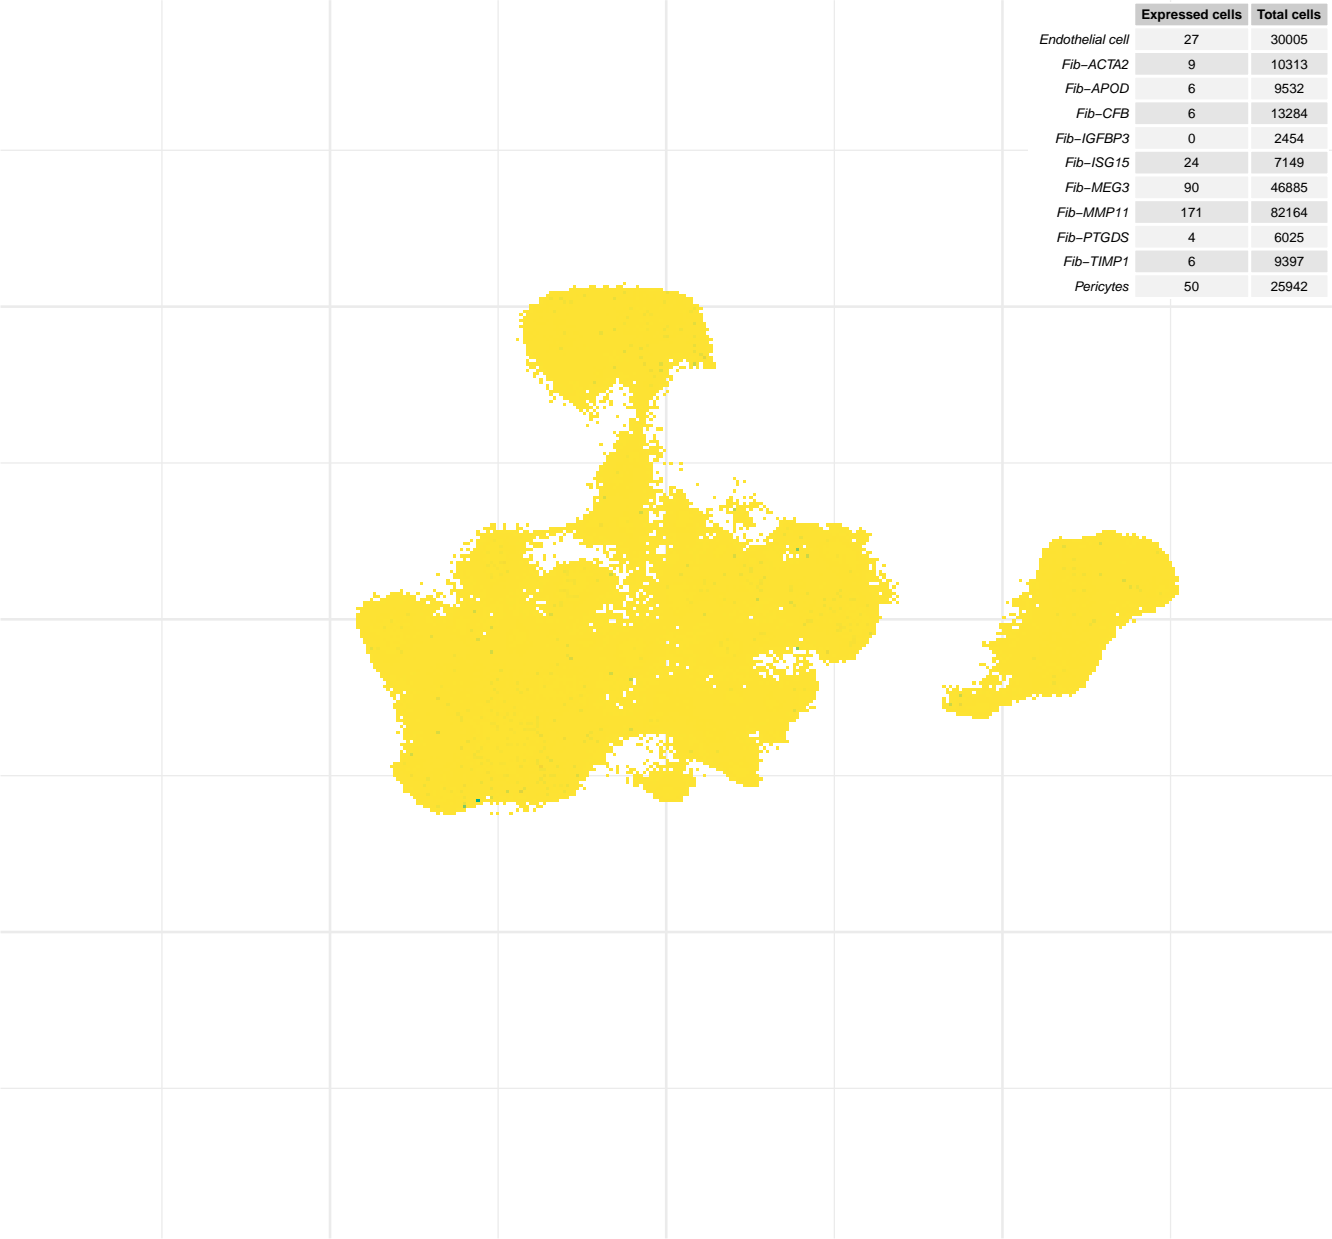 Expressed cells Total cells
Endothelial cell 27 30005
Fib−ACTA2 9 10313
Fib−APOD 6 9532
Fib−CFB 6 13284
Fib−IGFBP3 0 2454
Fib−ISG15 24 7149
Fib−MEG3 90 46885
Fib−MMP11 171 82164
Fib−PTGDS 4 6025
Fib−TIMP1 6 9397
Pericytes 50 25942